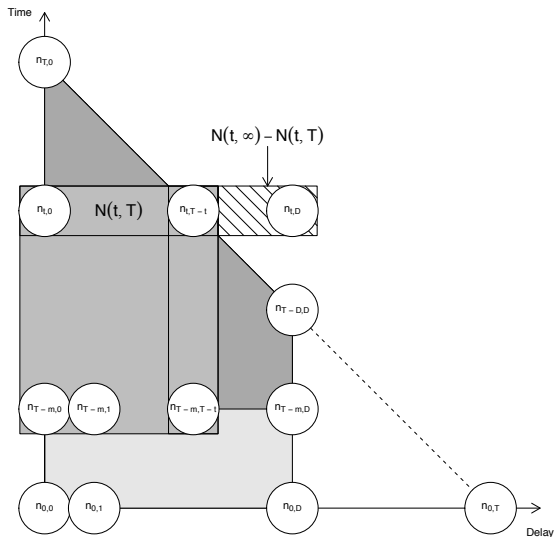 Time
n_{T,0}
N(t, ∞) − N(t, T)
n_{t,0} N(t, T) n_{t,T−t} n_{t,D}
n_{T−D,D}
n_{T−m,0} n_{T−m,1} n_{T−m,T−t} n_{T−m,D}
n_{0,0} n_{0,1} n_{0,D} n_{0,T}
Delay